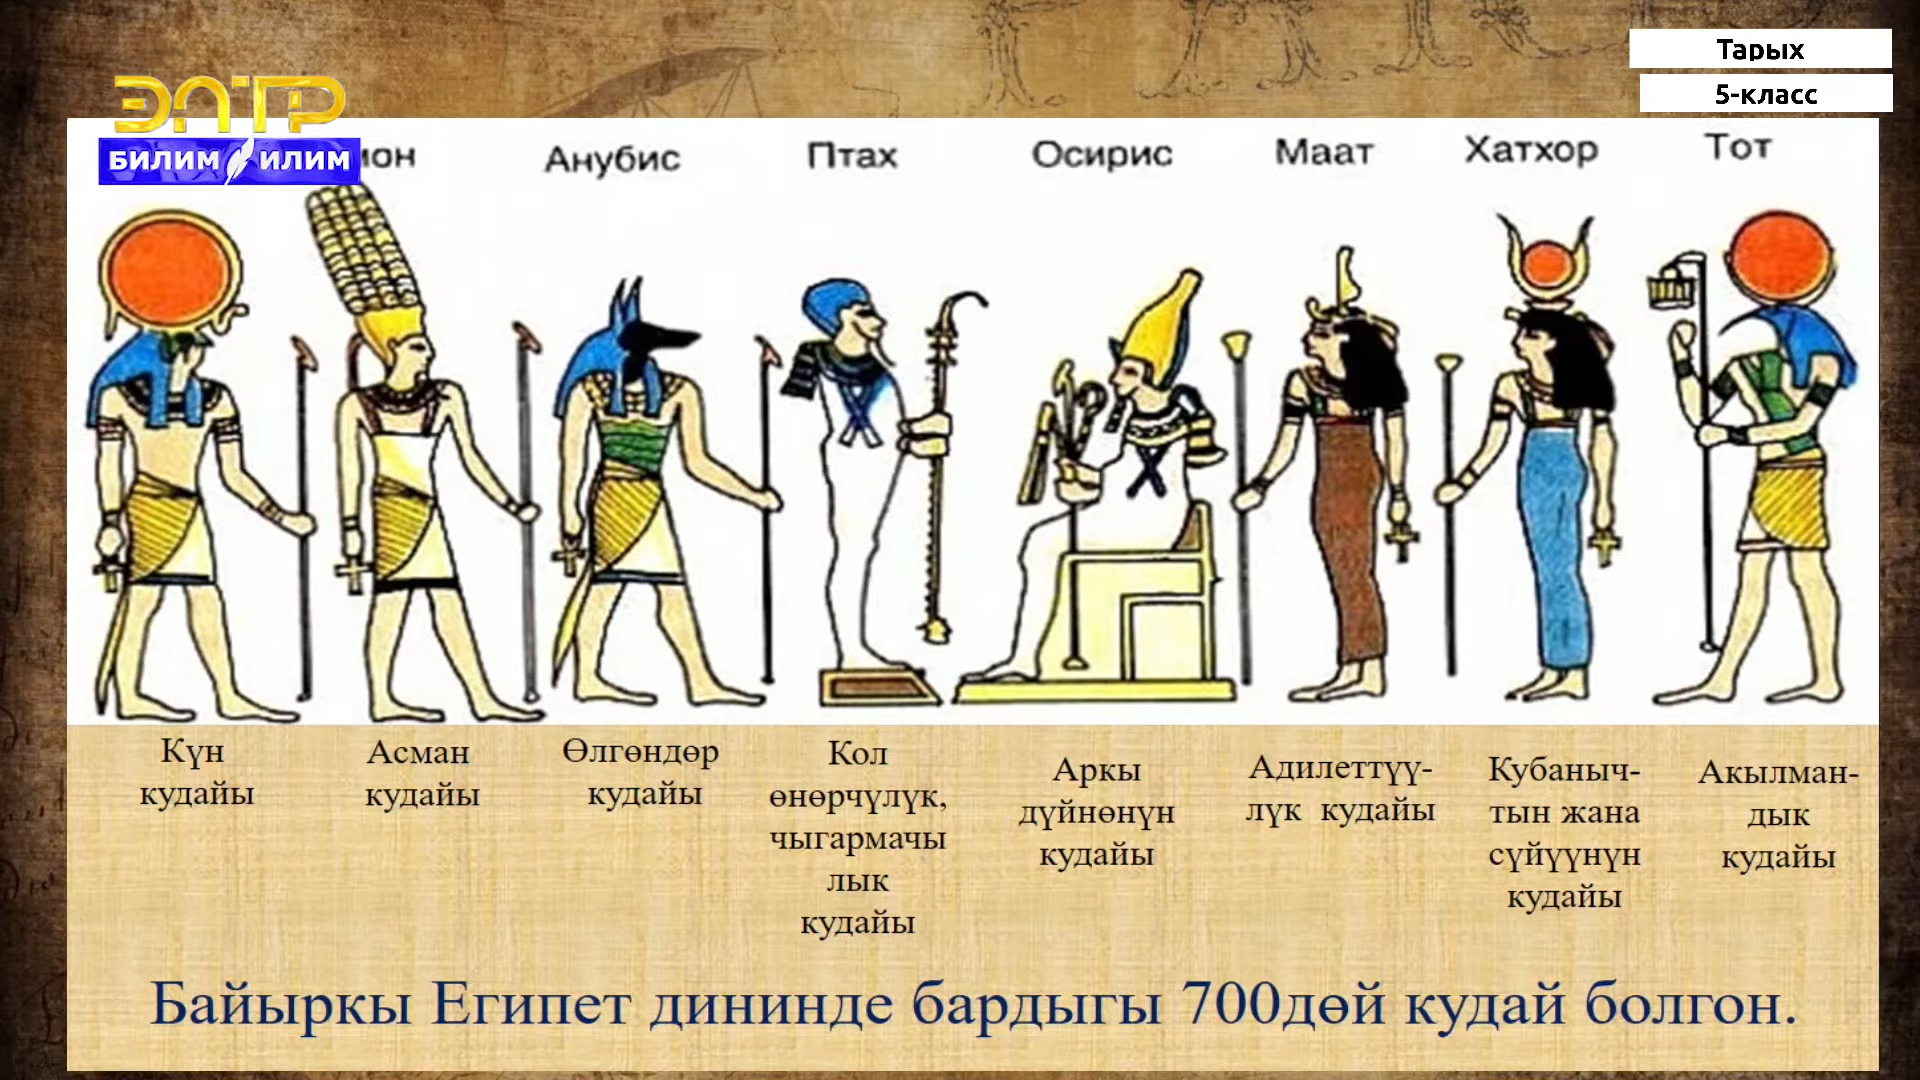 Тарых
5-класс
ЭЛТР
БИЛИМ ИЛИМ
Анубис
Птах
Осирис
Маат
Хатхор
Тот
Күн
кудайы
Асман
кудайы
Өлгөндөр
кудайы
Кол
өнөрчүлүк,
чыгармачы
лык
кудайы
Аркы
дүйнөнүн
кудайы
Адилеттүү-
лүк кудайы
Кубаныч-
тын жана
сүйүүнүн
кудайы
Акылман-
дык
кудайы
Байыркы Египет дининде бардыгы 700дөй кудай болгон.